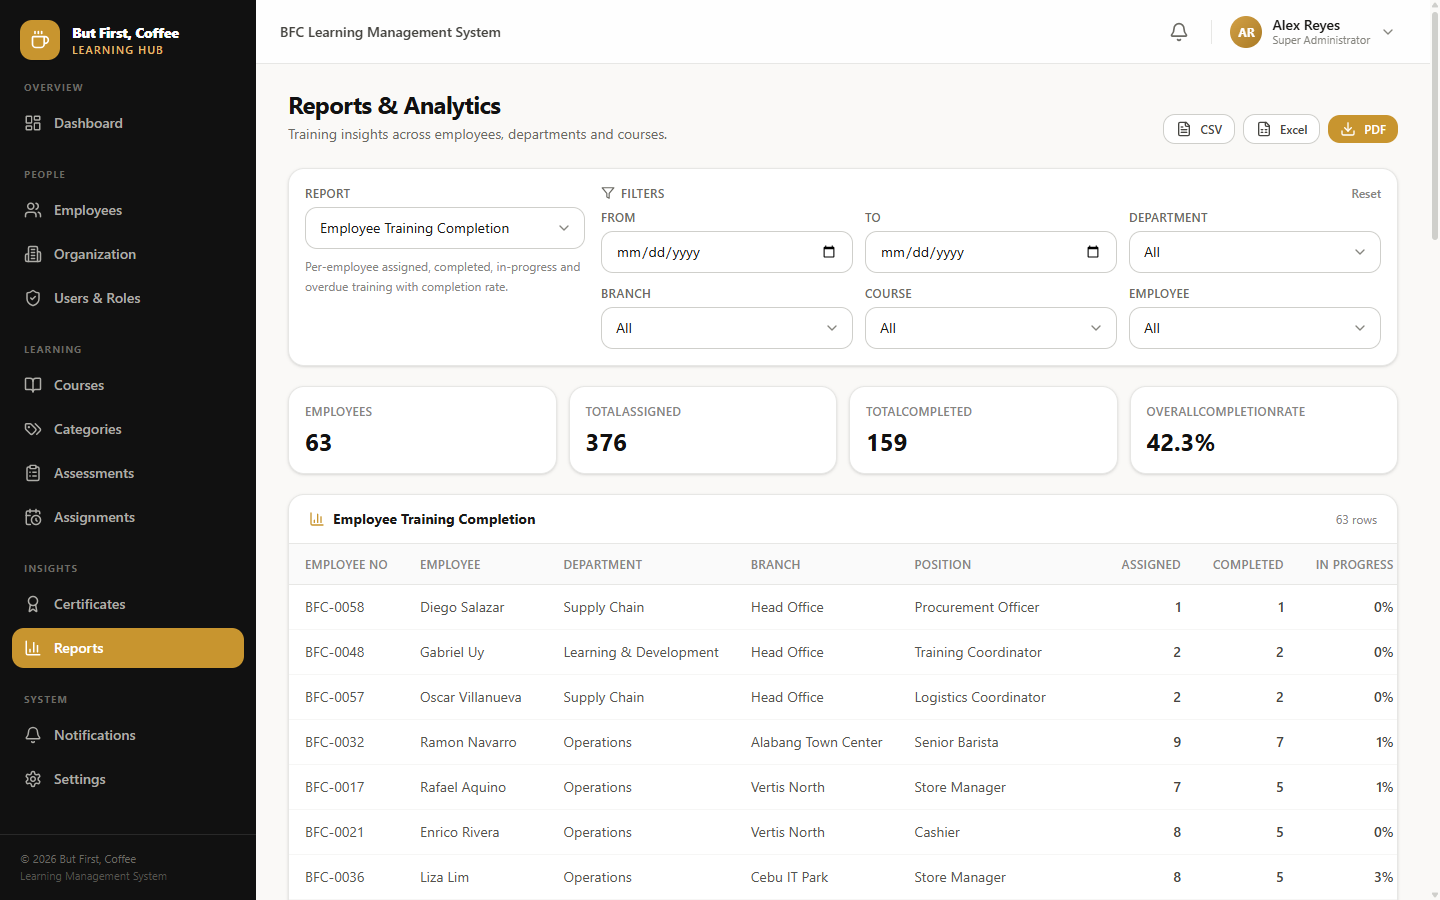 But First, Coffee
LEARNING HUB
OVERVIEW
Dashboard
PEOPLE
Employees
Organization
Users & Roles
LEARNING
Courses
Categories
Assessments
Assignments
INSIGHTS
Certificates
Reports
SYSTEM
Notifications
Settings
© 2026 But First, Coffee
Learning Management System
BFC Learning Management System
AR
Alex Reyes
Super Administrator
Reports & Analytics
Training insights across employees, departments and courses.
CSV
Excel
PDF
REPORT
Employee Training Completion
Per-employee assigned, completed, in-progress and
overdue training with completion rate.
FILTERS
Reset
FROM
TO
DEPARTMENT
mm/dd/yyyy
mm/dd/yyyy
All
BRANCH
COURSE
EMPLOYEE
All
All
All
EMPLOYEES
63
TOTALASSIGNED
376
TOTALCOMPLETED
159
OVERALLCOMPLETIONRATE
42.3%
Employee Training Completion
63 rows
EMPLOYEE NO EMPLOYEE DEPARTMENT BRANCH POSITION ASSIGNED COMPLETED IN PROGRESS
BFC-0058 Diego Salazar Supply Chain Head Office Procurement Officer 1 1 0%
BFC-0048 Gabriel Uy Learning & Development Head Office Training Coordinator 2 2 0%
BFC-0057 Oscar Villanueva Supply Chain Head Office Logistics Coordinator 2 2 0%
BFC-0032 Ramon Navarro Operations Alabang Town Center Senior Barista 9 7 1%
BFC-0017 Rafael Aquino Operations Vertis North Store Manager 7 5 1%
BFC-0021 Enrico Rivera Operations Vertis North Cashier 8 5 0%
BFC-0036 Liza Lim Operations Cebu IT Park Store Manager 8 5 3%